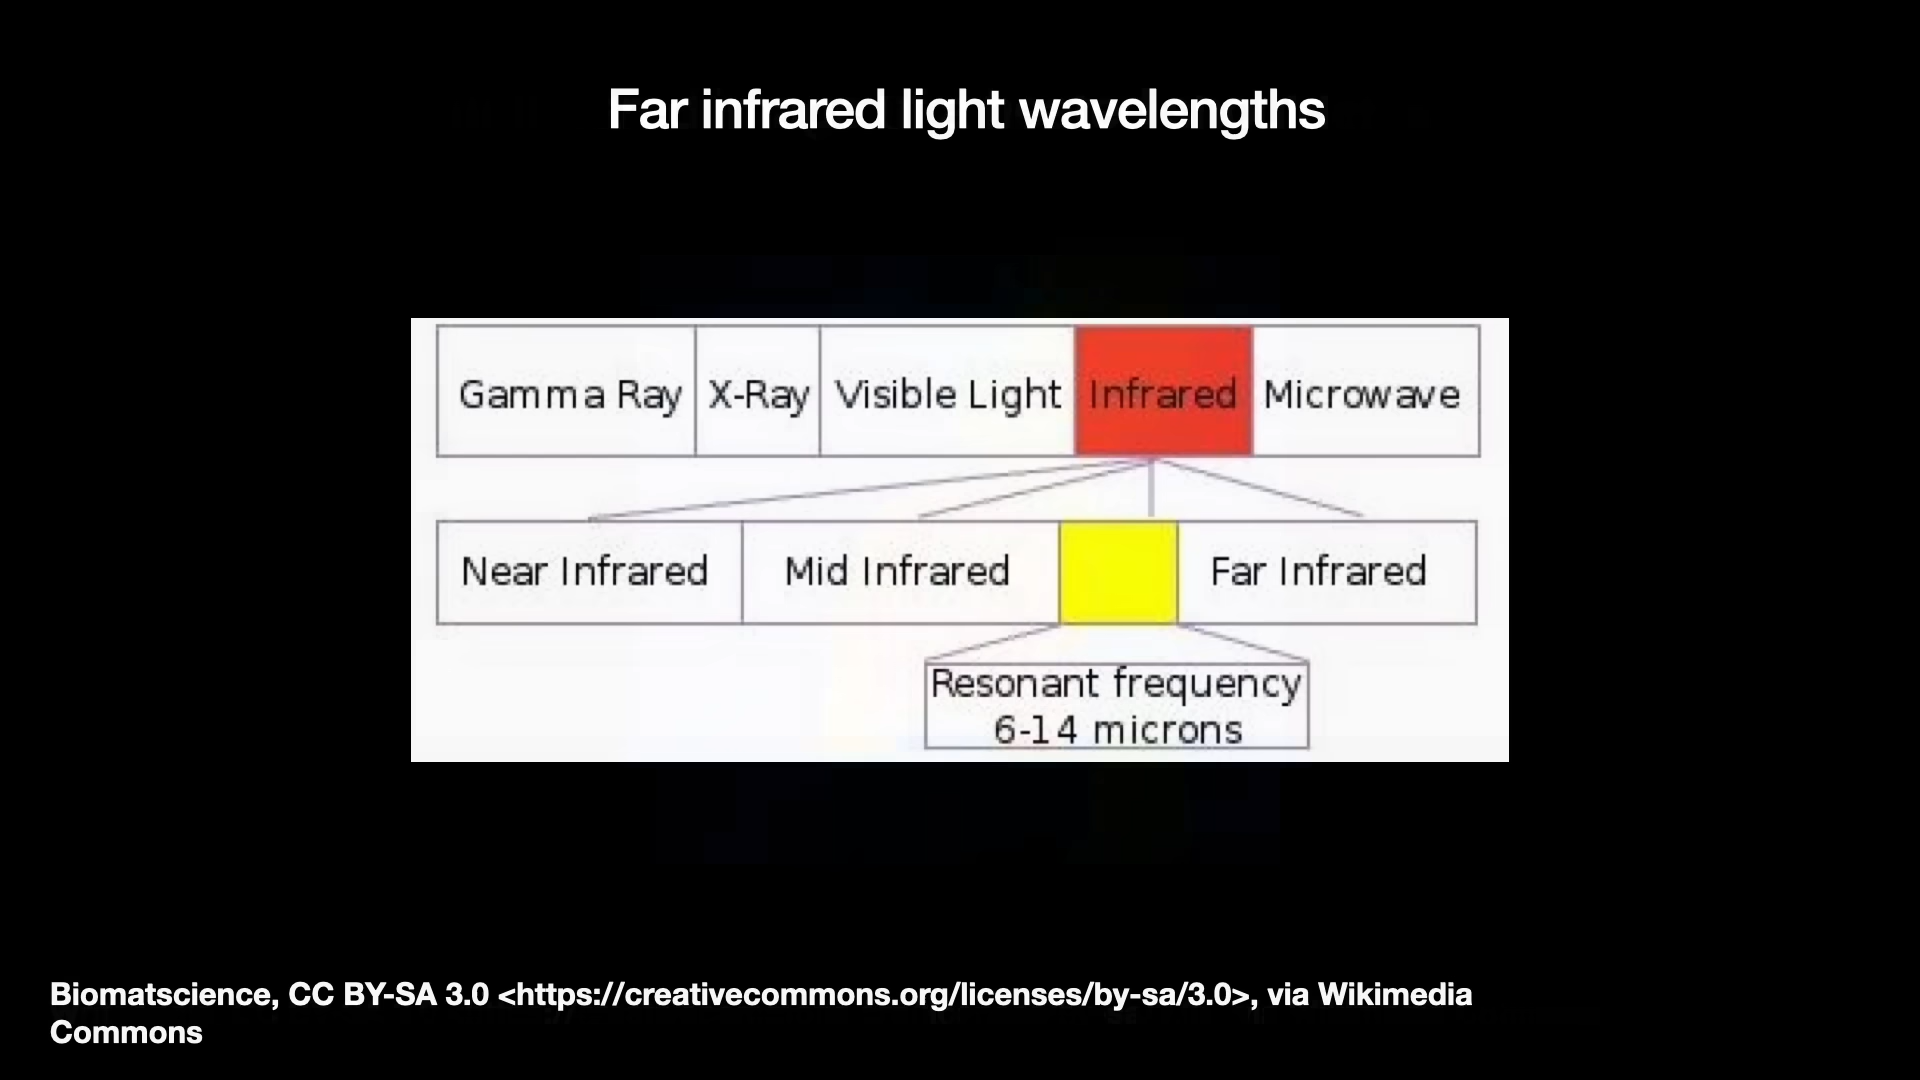 Far infrared light wavelengths
Gamma Ray X-Ray Visible Light Infrared Microwave
Near Infrared Mid Infrared Far Infrared
Resonant frequency
6-14 microns
Biomatscience, CC BY-SA 3.0 <https://creativecommons.org/licenses/by-sa/3.0>, via Wikimedia
Commons